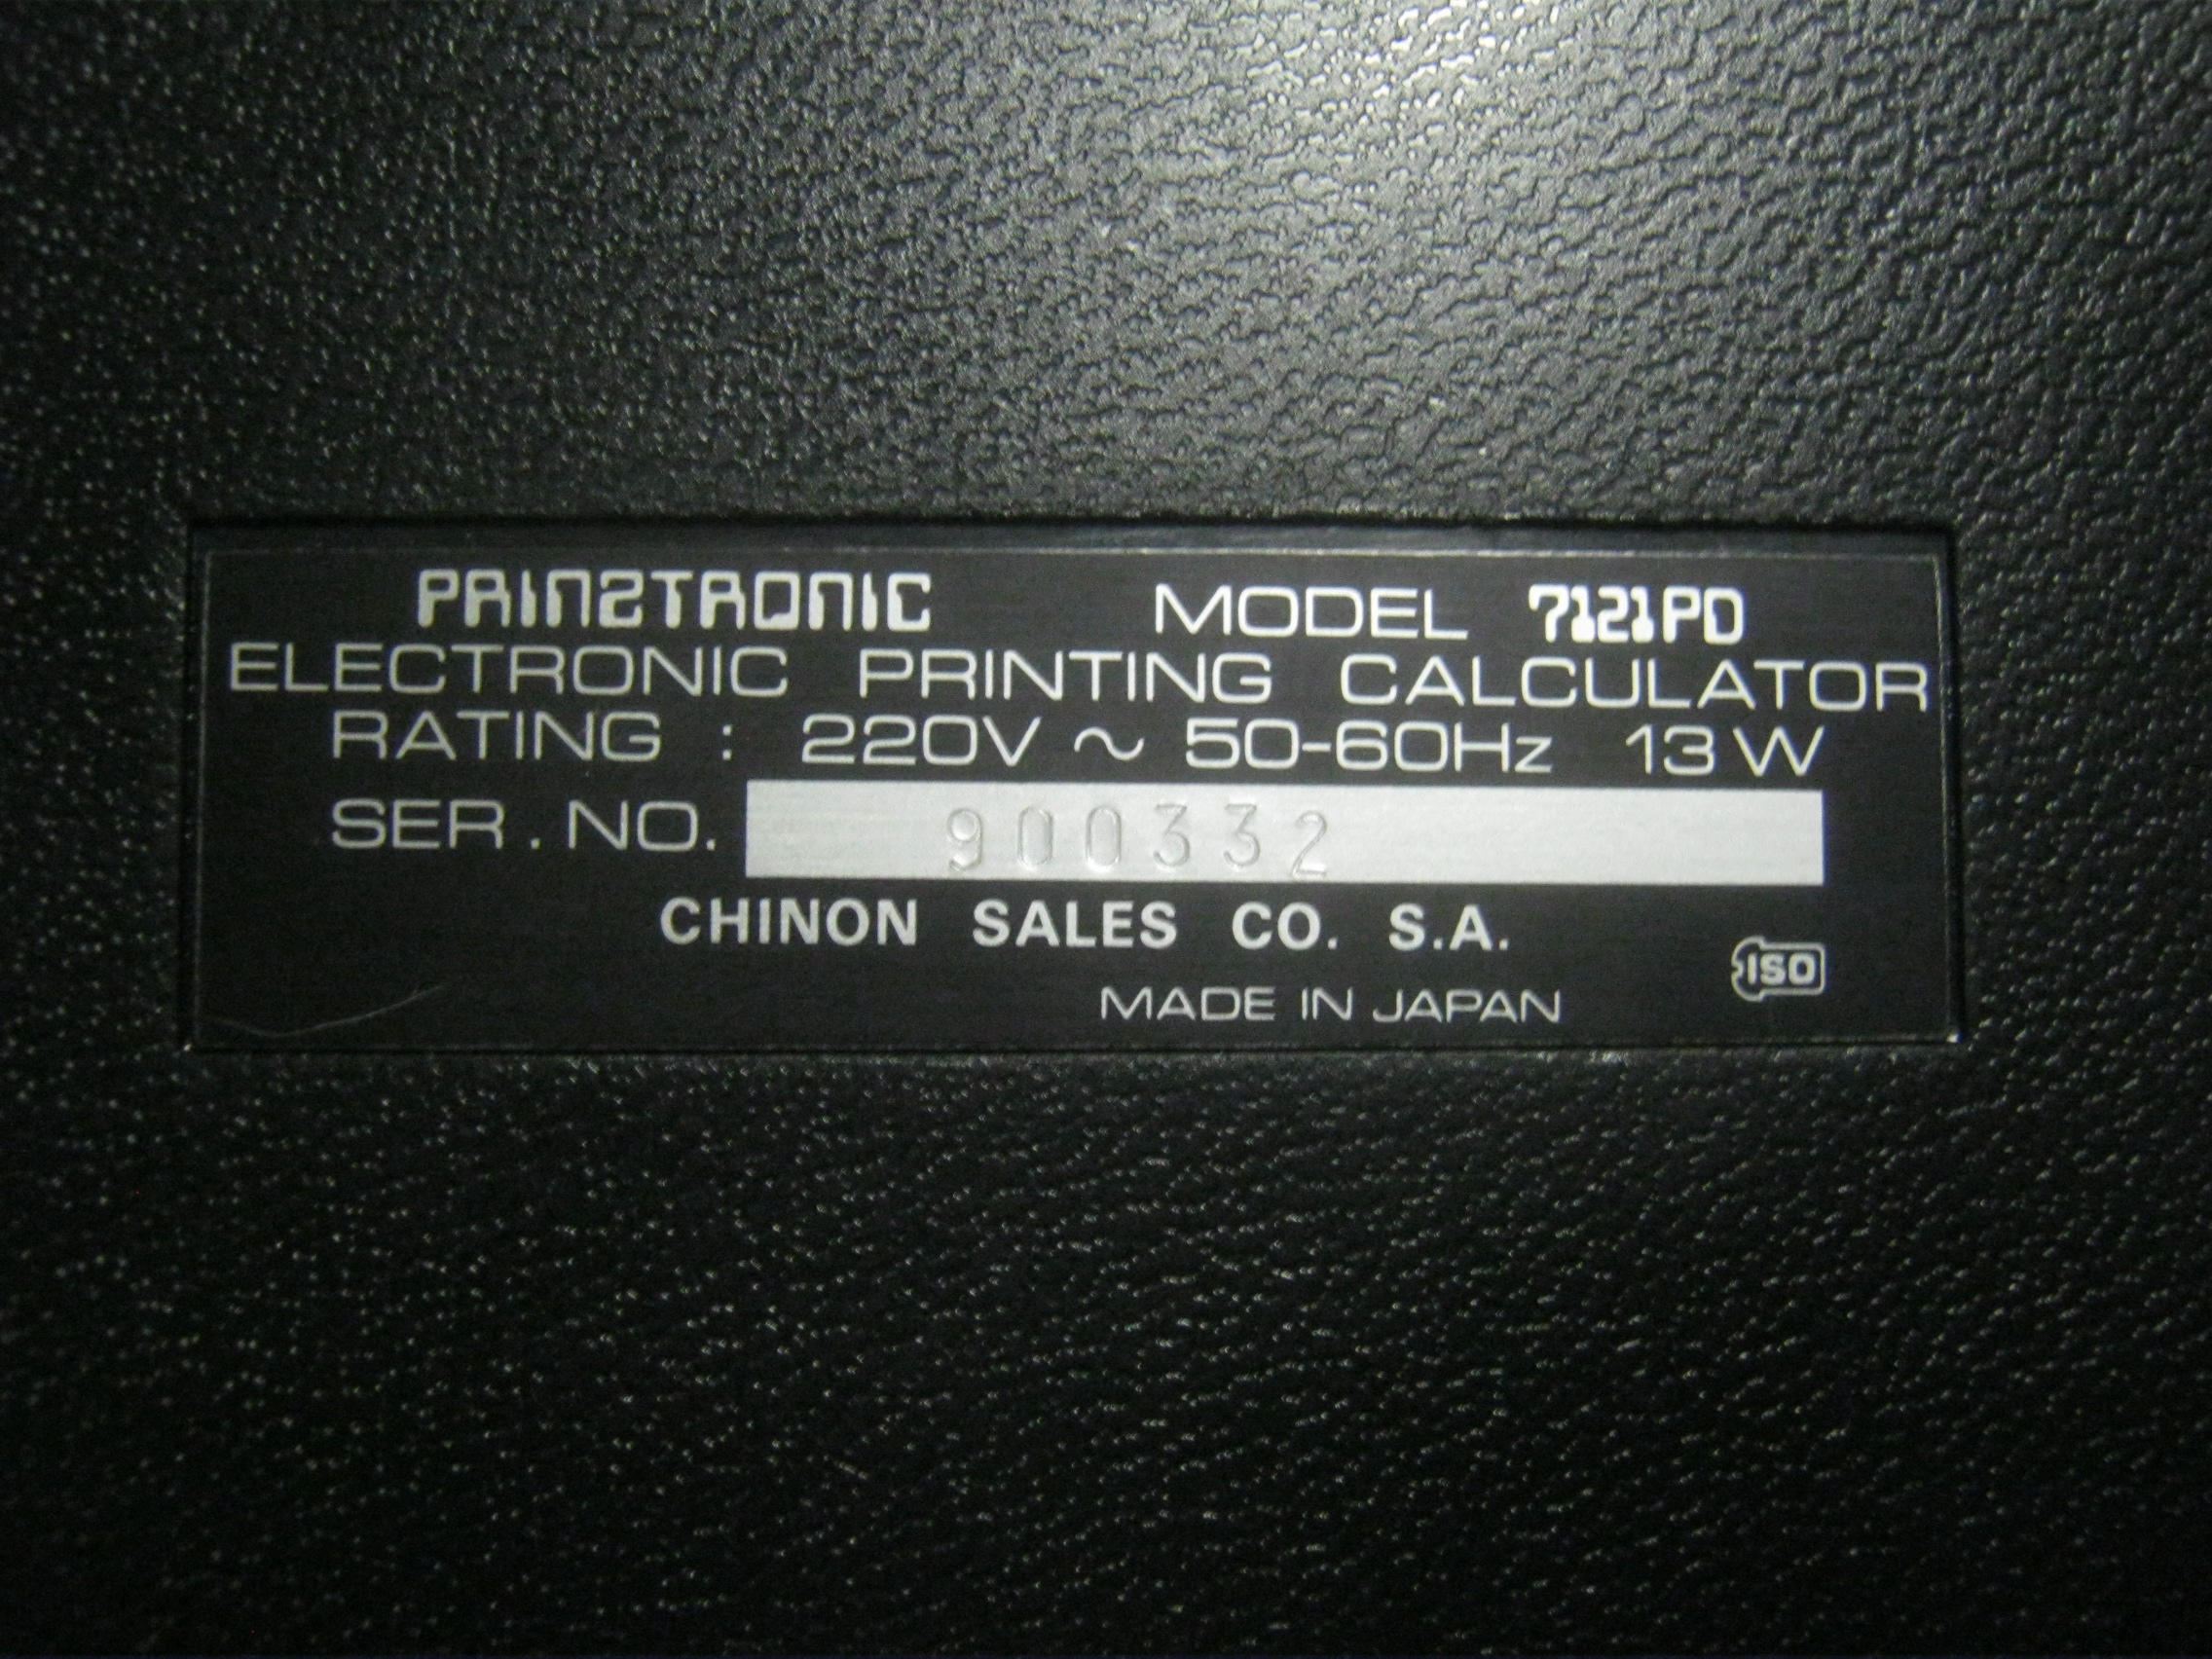 PRINZTRONIC MODEL 7121PD
ELECTRONIC PRINTING CALCULATOR
RATING : 220V ~ 50-60Hz 13W
SER. NO. 900332
CHINON SALES CO. S.A.
ISO
MADE IN JAPAN